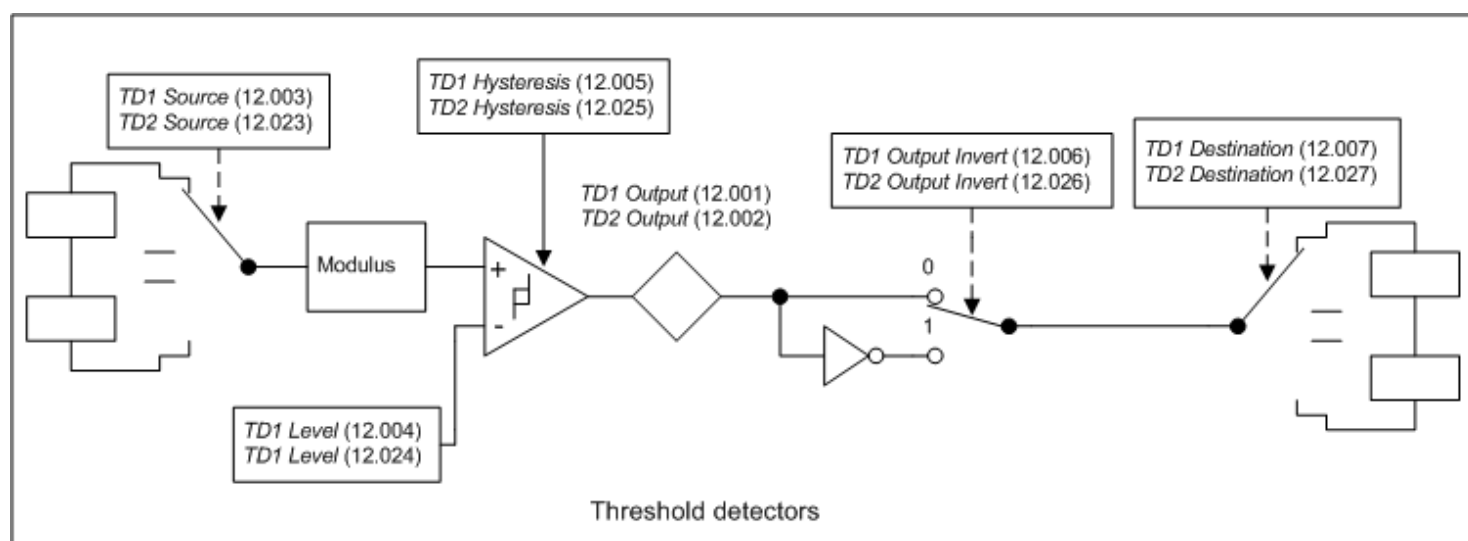 TD1 Source (12.003)
TD2 Source (12.023)
TD1 Hysteresis (12.005)
TD2 Hysteresis (12.025)
TD1 Output (12.001)
TD2 Output (12.002)
TD1 Output Invert (12.006)
TD2 Output Invert (12.026)
TD1 Destination (12.007)
TD2 Destination (12.027)
Modulus
+
-
0
1
TD1 Level (12.004)
TD1 Level (12.024)
Threshold detectors